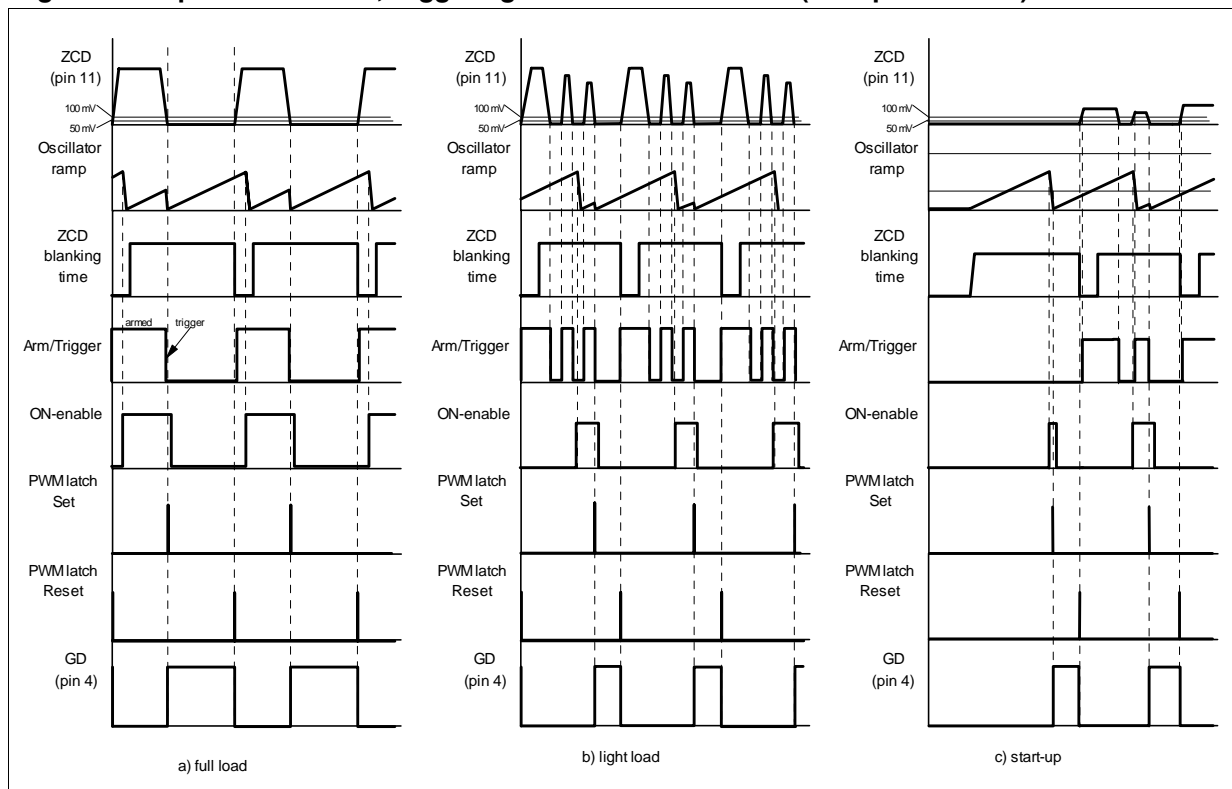 ZCD
(pin 11)
100 mV
50 mV
Oscillator
ramp
ZCD
blanking
time
armed
trigger
Arm/Trigger
ON-enable
PWM latch
Set
PWM latch
Reset
GD
(pin 4)
a) full load
ZCD
(pin 11)
100 mV
50 mV
Oscillator
ramp
ZCD
blanking
time
Arm/Trigger
ON-enable
PWM latch
Set
PWM latch
Reset
GD
(pin 4)
b) light load
ZCD
(pin 11)
100 mV
50 mV
Oscillator
ramp
ZCD
blanking
time
Arm/Trigger
ON-enable
PWM latch
Set
PWM latch
Reset
GD
(pin 4)
c) start-up